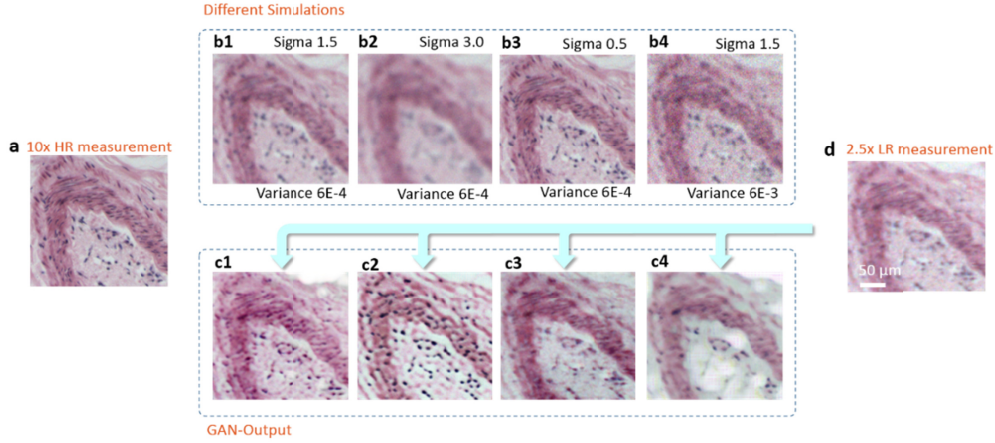 Different Simulations
b1 Sigma 1.5 b2 Sigma 3.0 b3 Sigma 0.5 b4 Sigma 1.5
a 10x HR measurement
d 2.5x LR measurement
Variance 6E-4 Variance 6E-4 Variance 6E-4 Variance 6E-3
c1 c2 c3 c4
50 μm
GAN-Output